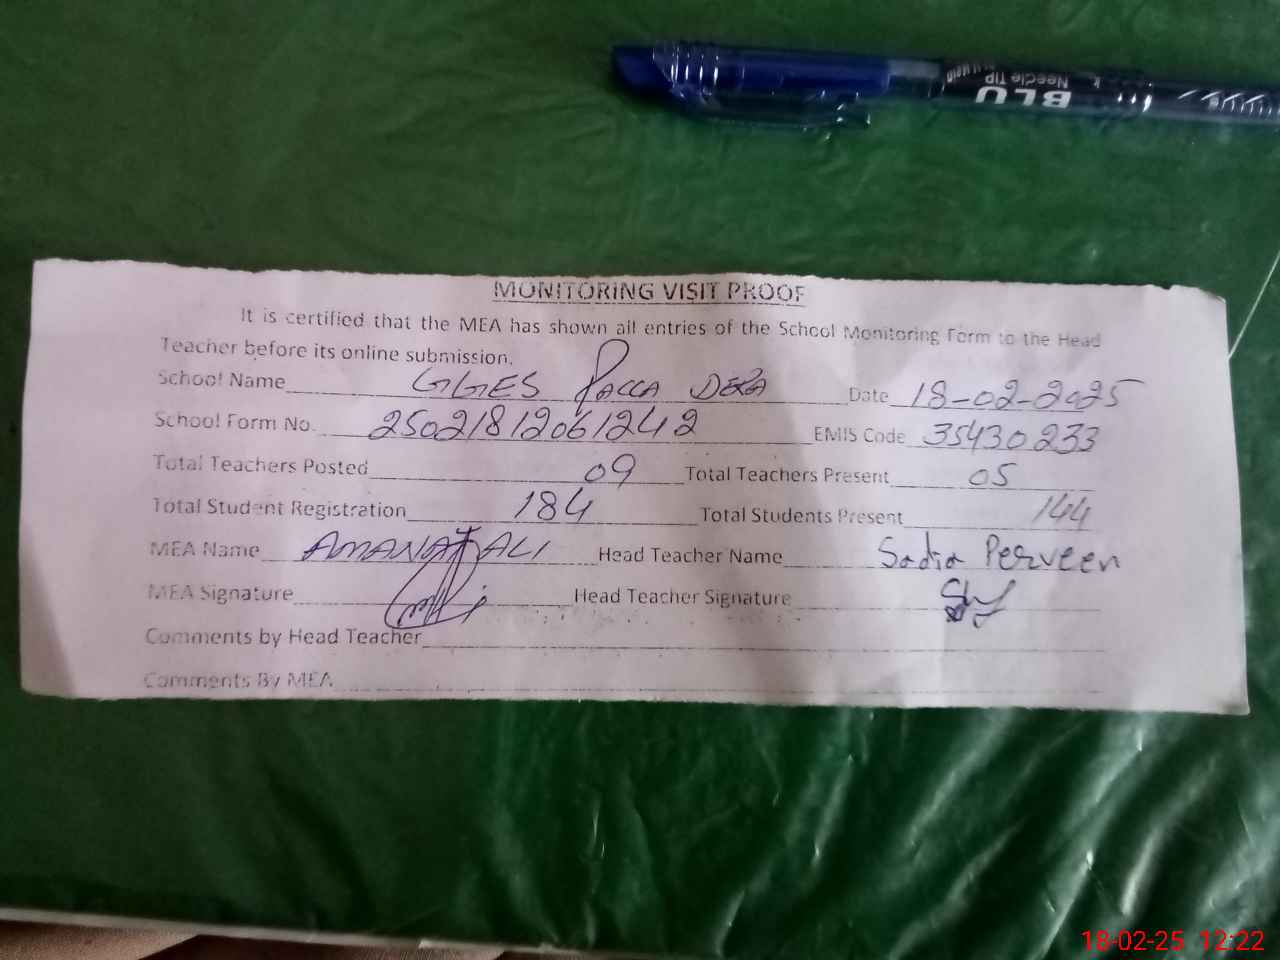 BLU
Needle TIP
MONITORING VISIT PROOF
It is certified that the MEA has shown all entries of the School Monitoring Form to the Head
Teacher before its online submission.
School Name GGES PACCA DERA Date 18-02-2025
School Form No. 25021812061242 EMIS Code 35430233
Total Teachers Posted 09 Total Teachers Present 05
Total Student Registration 184 Total Students Present 144
MEA Name AMANAT ALI Head Teacher Name Sadia Perveen
MEA Signature Head Teacher Signature
Comments by Head Teacher
Comments By MEA
18-02-25 12:22